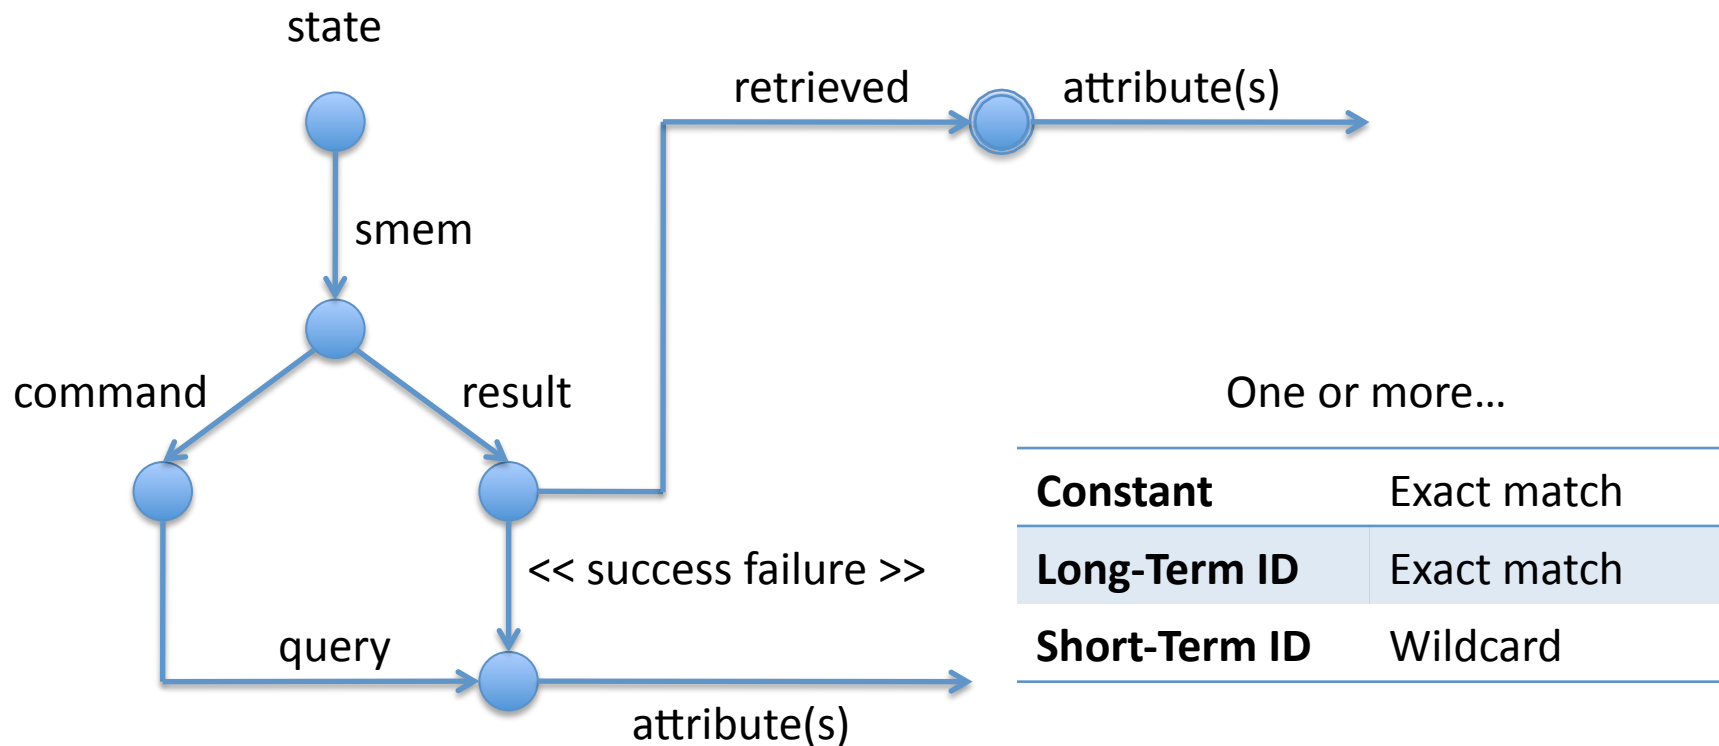 state
retrieved
attribute(s)
smem
command
result
One or more…
Constant Exact match
<< success failure >>
Long-Term ID Exact match
query
Short-Term ID Wildcard
attribute(s)